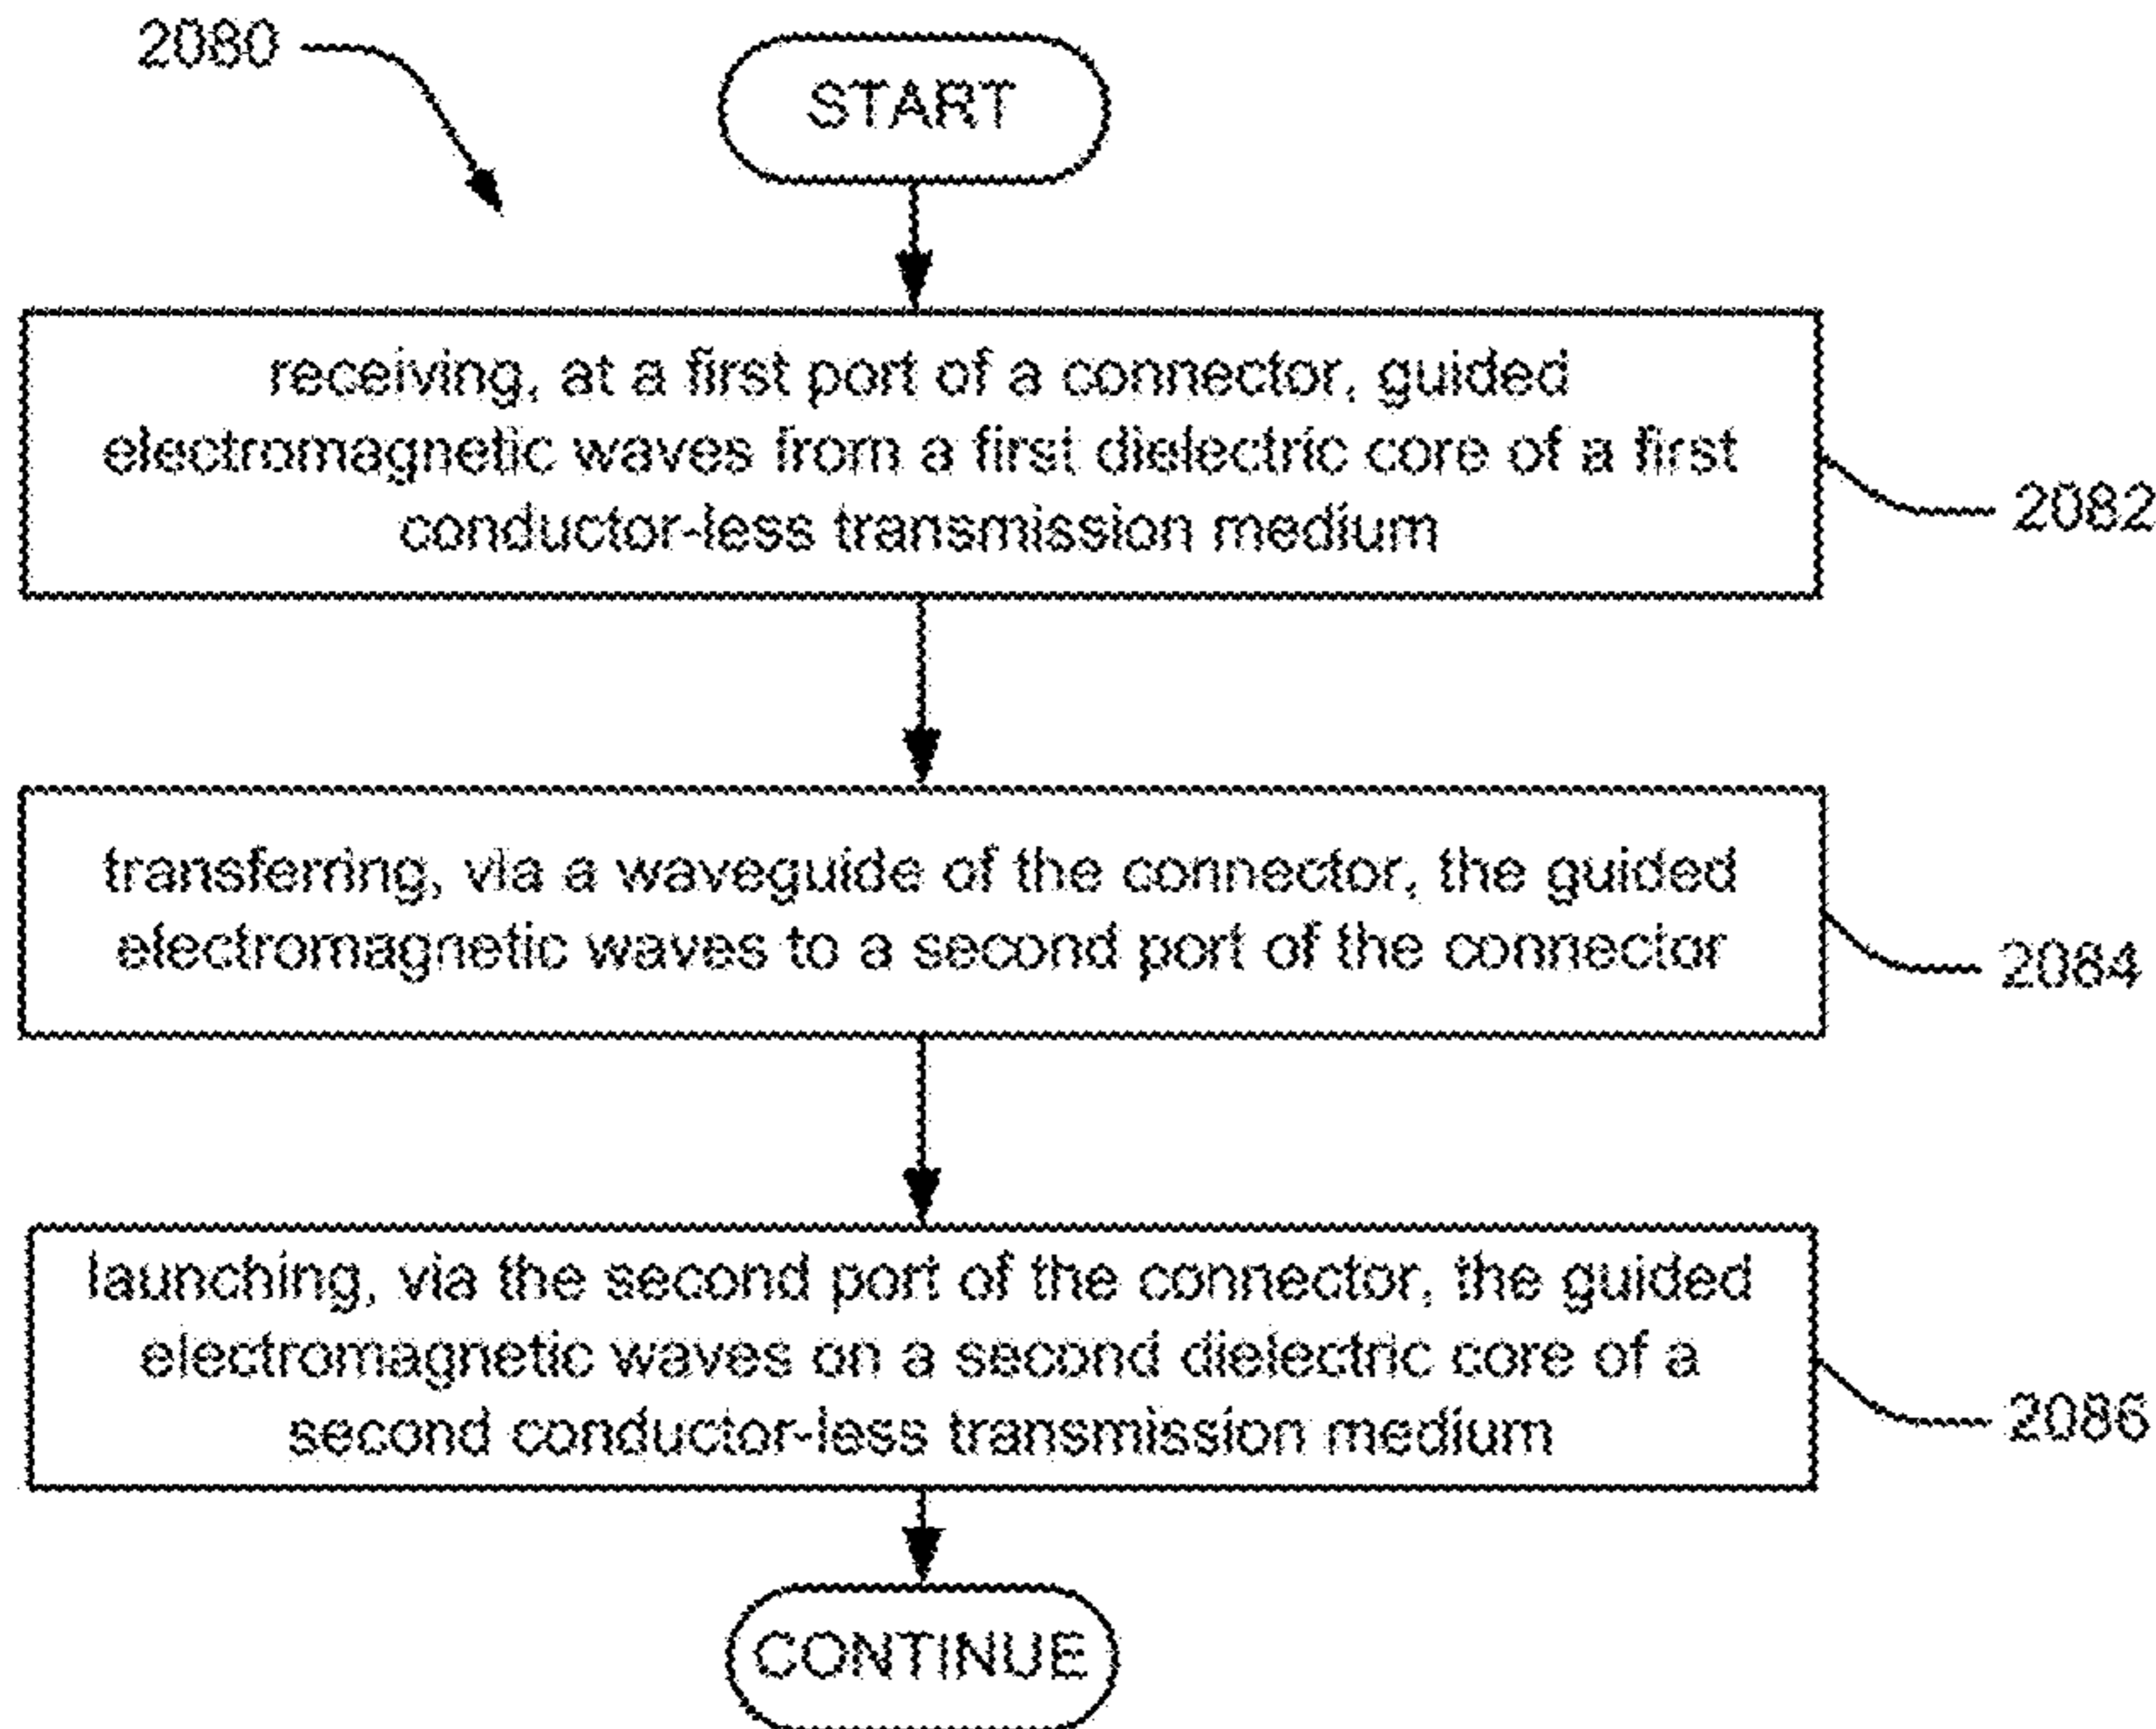 2080
START
receiving, at a first port of a connector, guided
electromagnetic waves from a first dielectric core of a first
conductor-less transmission medium
2082
transferring, via a waveguide of the connector, the guided
electromagnetic waves to a second port of the connector
2084
launching, via the second port of the connector, the guided
electromagnetic waves on a second dielectric core of a
second conductor-less transmission medium
2086
CONTINUE